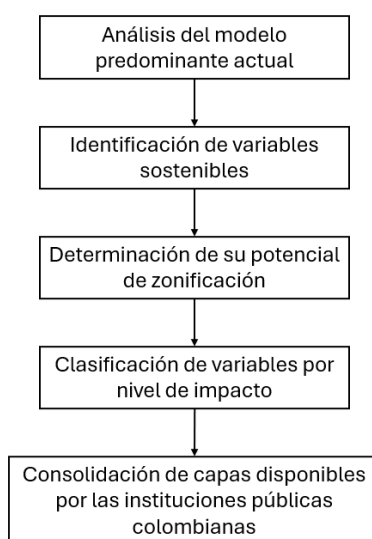 Análisis del modelo
predominante actual
Identificación de variables
sostenibles
Determinación de su potencial
de zonificación
Clasificación de variables por
nivel de impacto
Consolidación de capas disponibles
por las instituciones públicas
colombianas